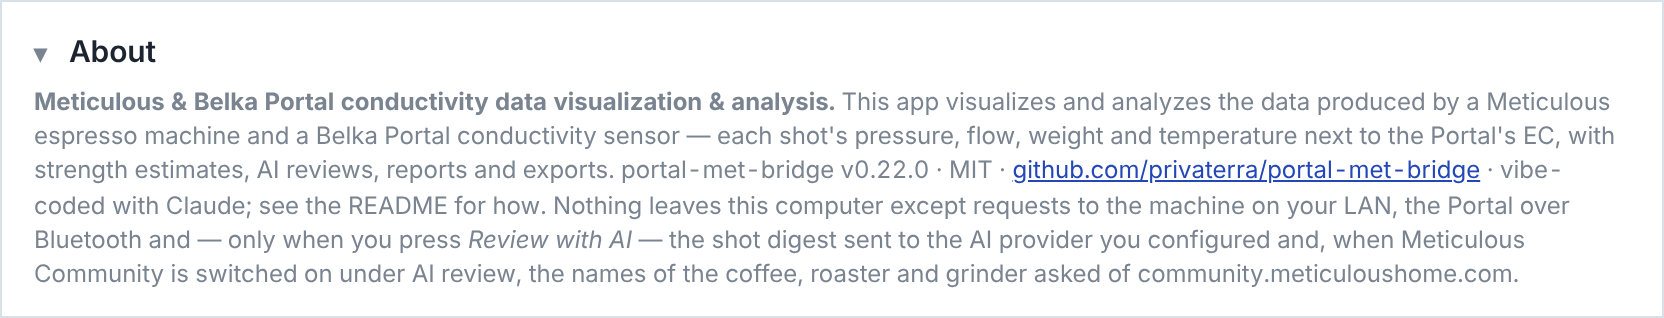 ▼ About
Meticulous & Belka Portal conductivity data visualization & analysis. This app visualizes and analyzes the data produced by a Meticulous
espresso machine and a Belka Portal conductivity sensor — each shot's pressure, flow, weight and temperature next to the Portal's EC, with
strength estimates, AI reviews, reports and exports. portal-met-bridge v0.22.0 · MIT · github.com/privaterra/portal-met-bridge · vibe-
coded with Claude; see the README for how. Nothing leaves this computer except requests to the machine on your LAN, the Portal over
Bluetooth and — only when you press Review with AI — the shot digest sent to the AI provider you configured and, when Meticulous
Community is switched on under AI review, the names of the coffee, roaster and grinder asked of community.meticuloushome.com.